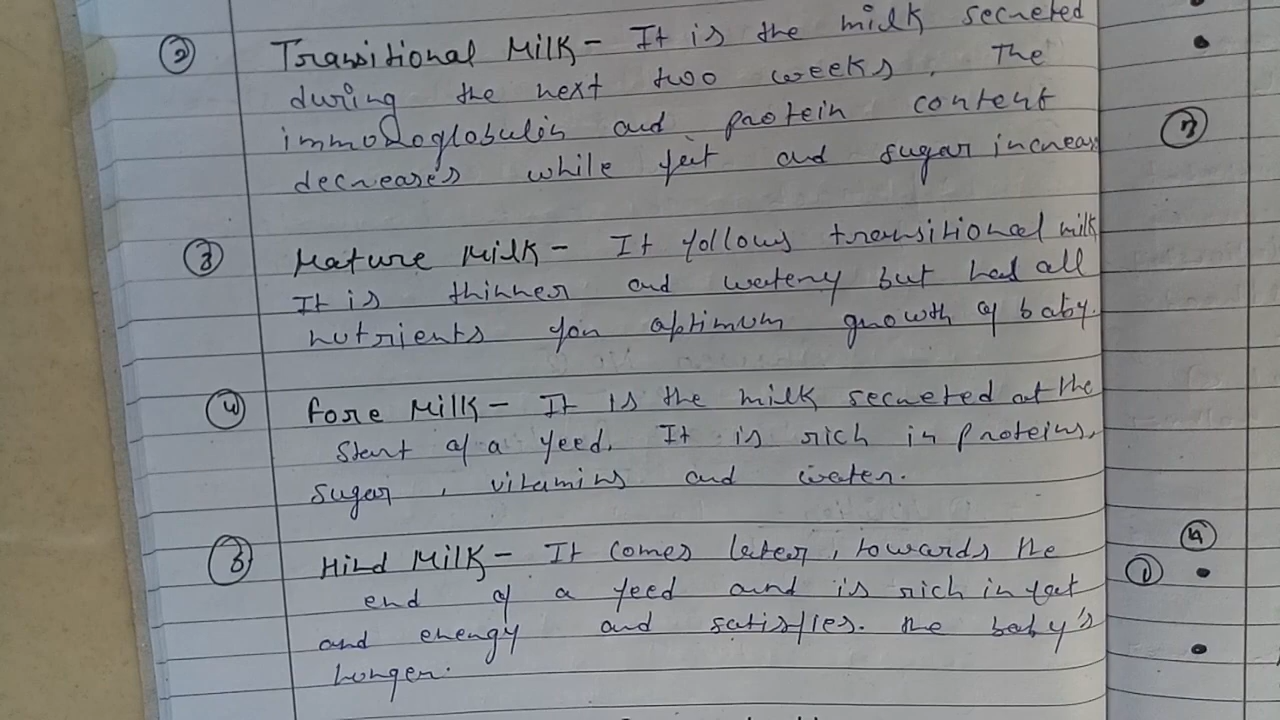 ② Transitional Milk - It is the milk secreted
during the next two weeks. The
immunoglobulin and protein content
decreases while fat and sugar increas
③ Mature Milk - It follows transitional milk
It is thinner and watery but had all
nutrients for optimum growth of baby.
④ Fore Milk - It is the milk secreted at the
start of a feed. It is rich in proteins,
sugar, vitamins and water.
⑤ Hind Milk - It comes later, towards the
end of a feed and is rich in fat
and energy and satisfies. the baby's
hunger.
④
①